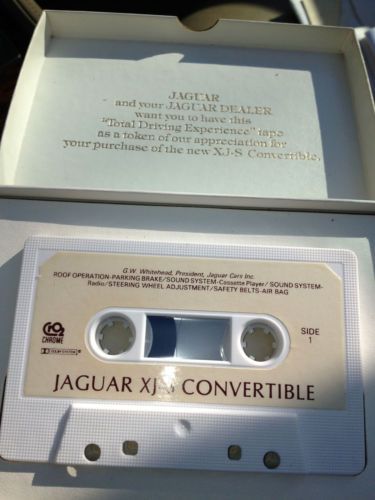 JAGUAR
and your JAGUAR DEALER
want you to have this
"Total Driving Experience" tape
as a token of our appreciation for
your purchase of the new XJ-S Convertible.
G.W. Whitehead, President, Jaguar Cars Inc.
ROOF OPERATION-PARKING BRAKE/SOUND SYSTEM-Cassette Player/ SOUND SYSTEM-
Radio/STEERING WHEEL ADJUSTMENT/SAFETY BELTS-AIR BAG
CHROME
DOLBY SYSTEM
SIDE
1
JAGUAR XJ-S CONVERTIBLE